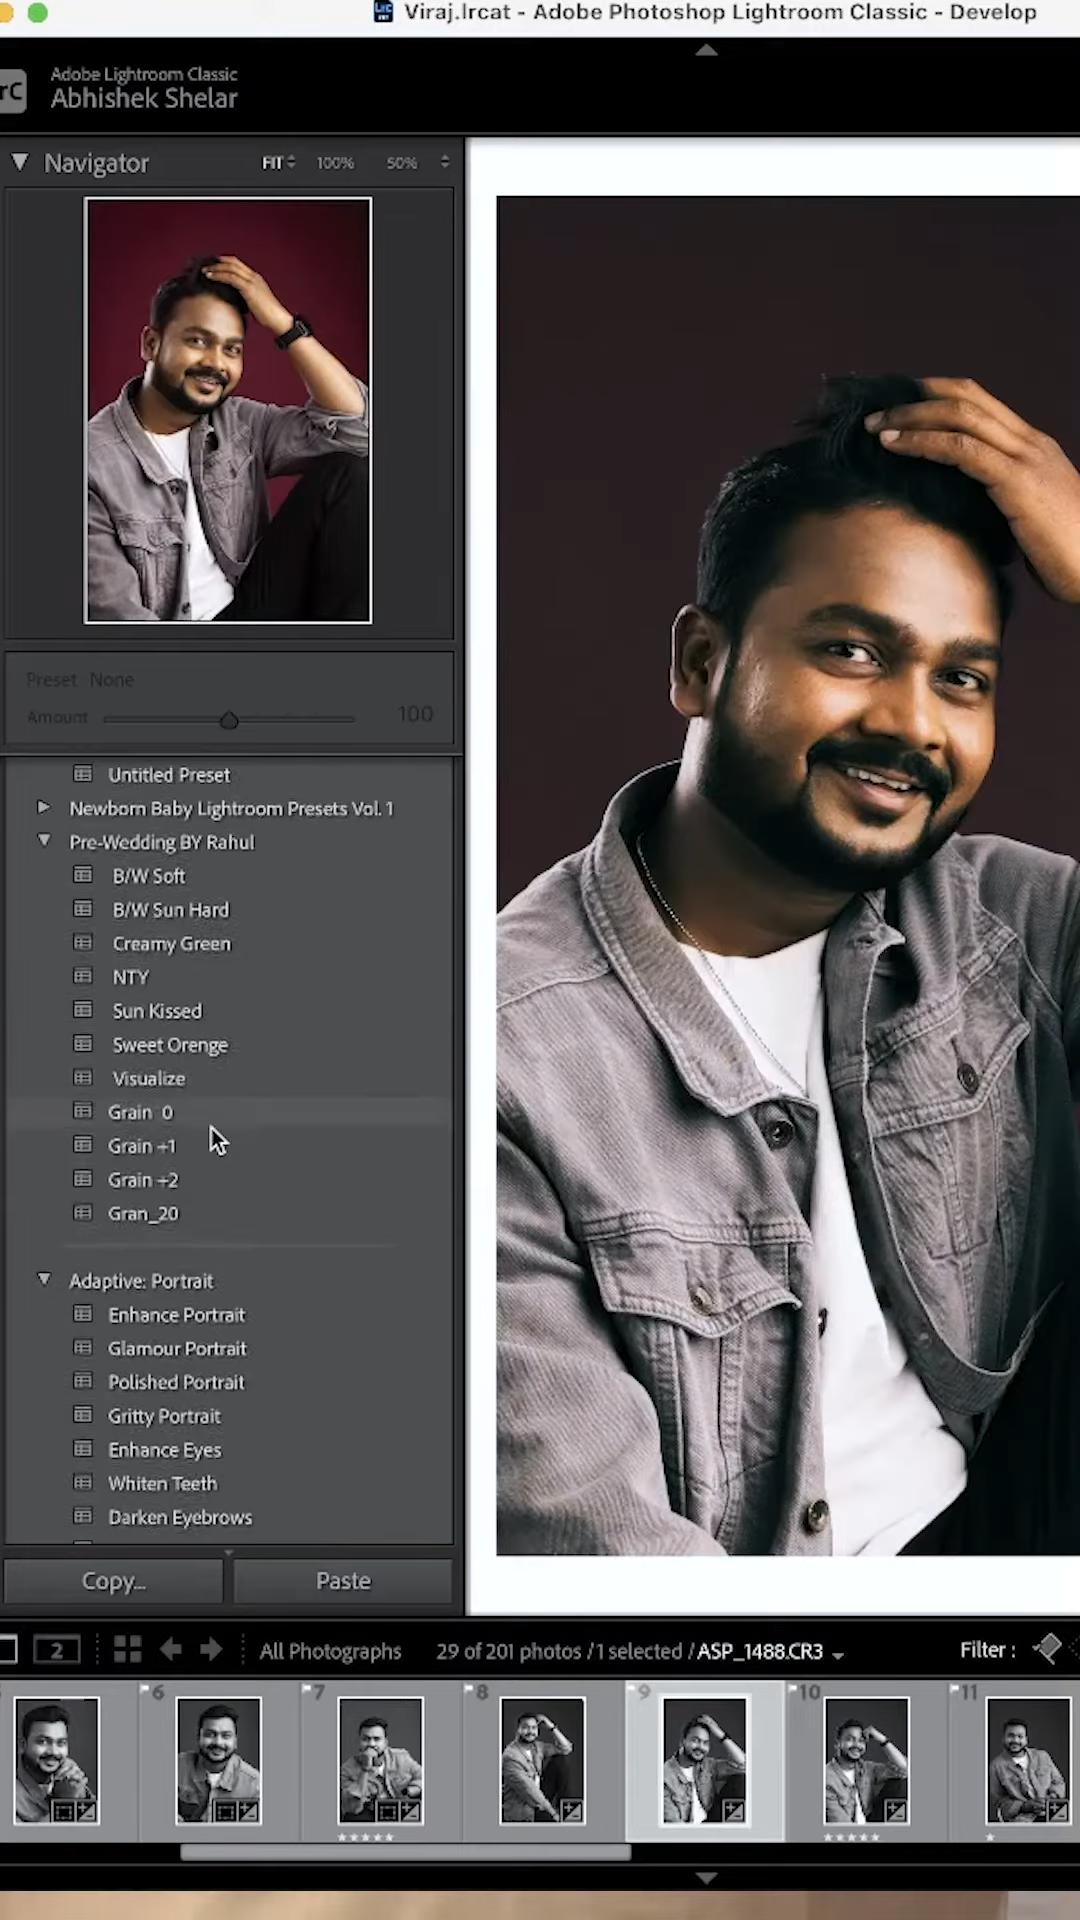 Lrc
Viraj.lrcat - Adobe Photoshop Lightroom Classic - Develop
rC
Adobe Lightroom Classic
Abhishek Shelar
Navigator
FIT 100% 50%
Preset None
Amount 100
Untitled Preset
Newborn Baby Lightroom Presets Vol. 1
Pre-Wedding BY Rahul
B/W Soft
B/W Sun Hard
Creamy Green
NTY
Sun Kissed
Sweet Orenge
Visualize
Grain 0
Grain +1
Grain +2
Gran_20
Adaptive: Portrait
Enhance Portrait
Glamour Portrait
Polished Portrait
Gritty Portrait
Enhance Eyes
Whiten Teeth
Darken Eyebrows
Copy... Paste
2 All Photographs 29 of 201 photos / 1 selected / ASP_1488.CR3 Filter :
6 7 8 9 10 11